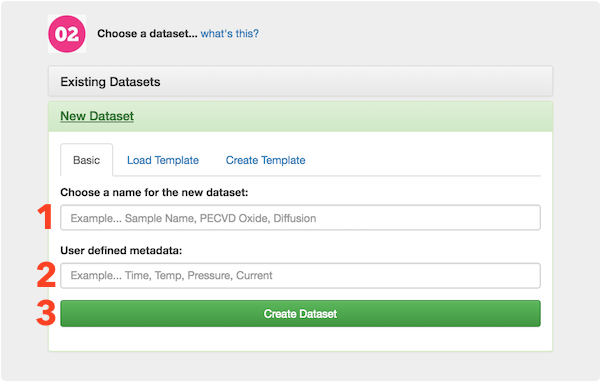 02 Choose a dataset... what's this?
Existing Datasets
New Dataset
Basic Load Template Create Template
Choose a name for the new dataset:
1 Example... Sample Name, PECVD Oxide, Diffusion
User defined metadata:
2 Example... Time, Temp, Pressure, Current
3 Create Dataset